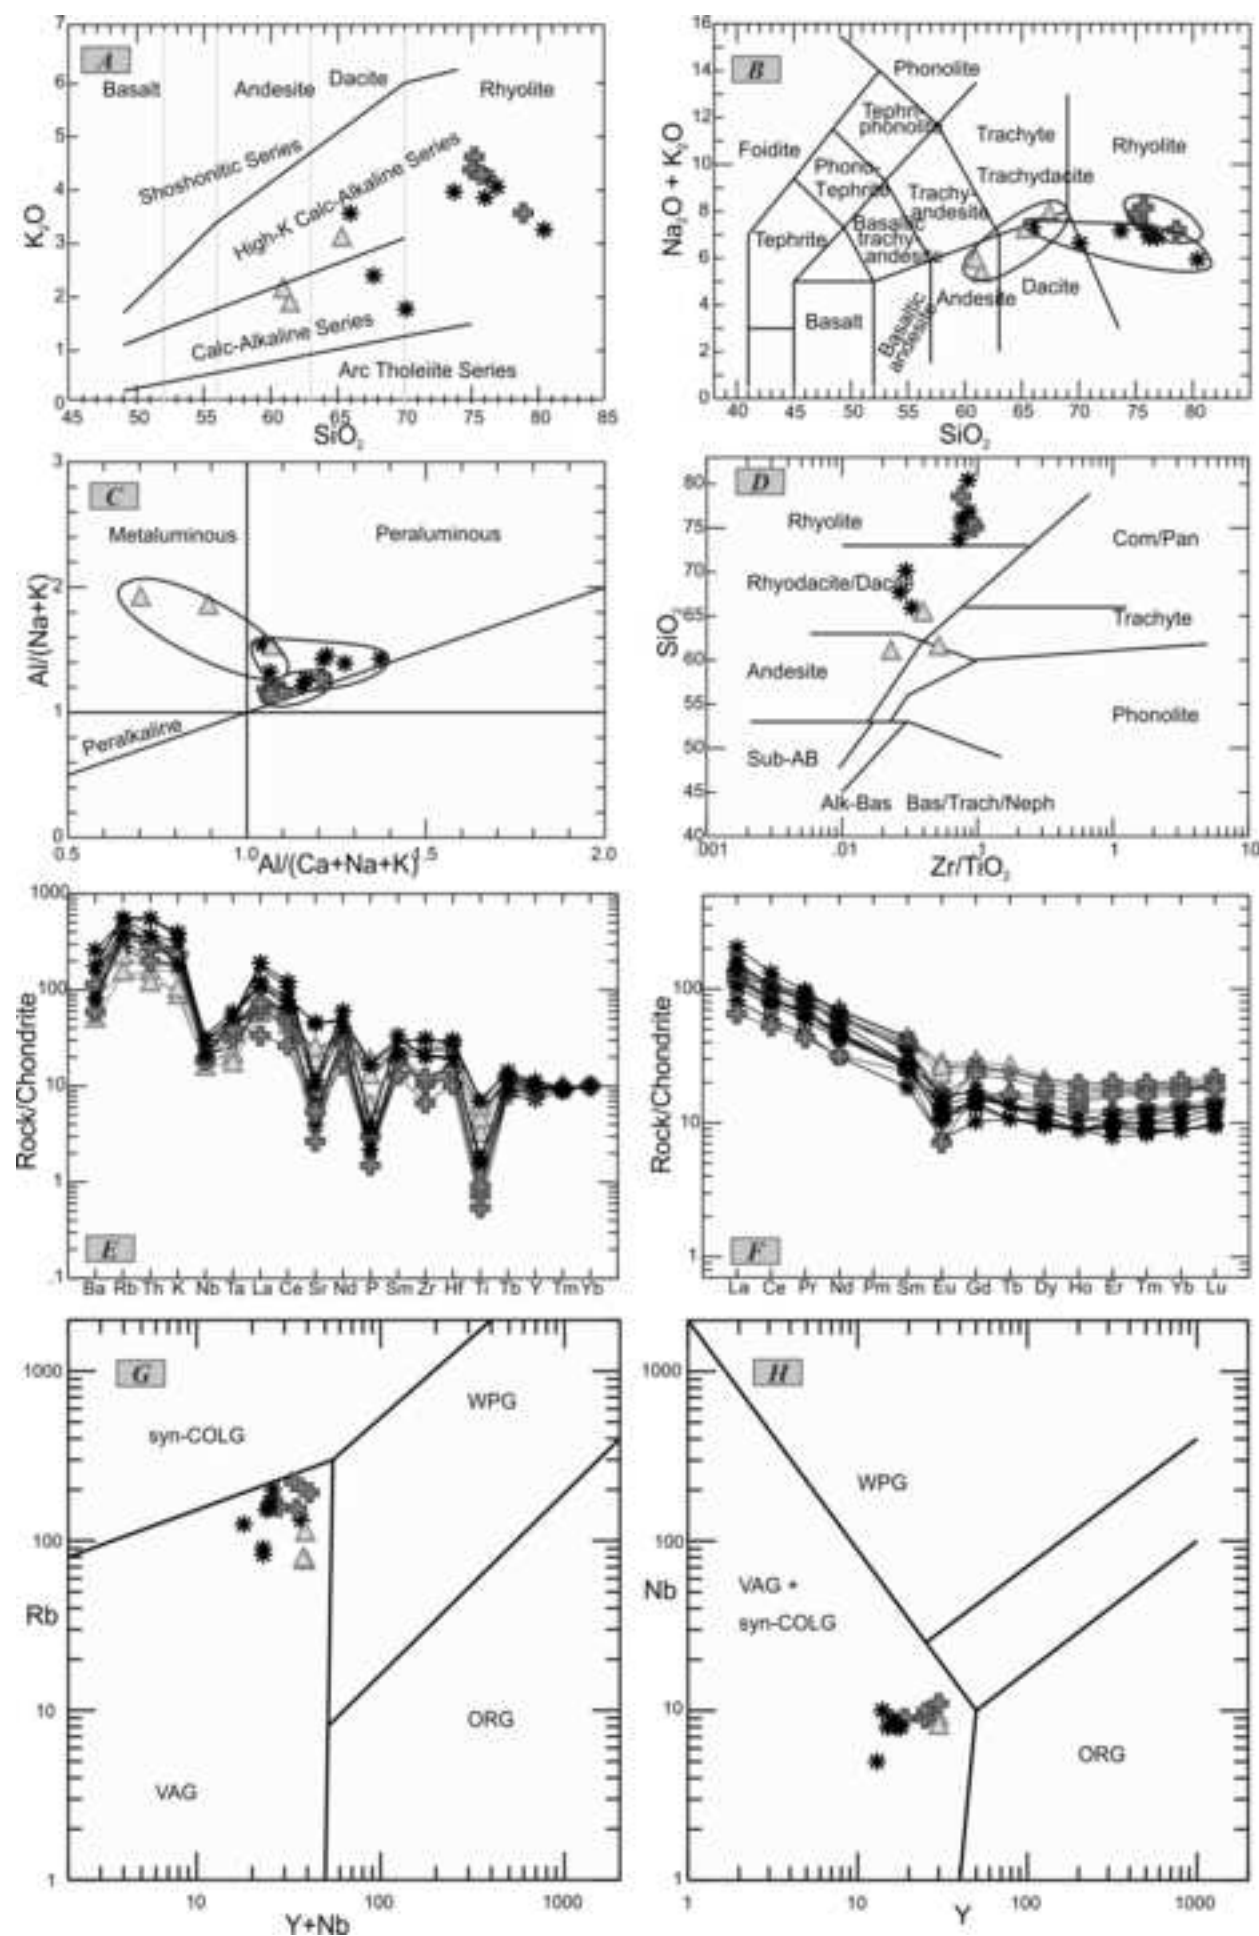 A
Basalt
Andesite
Dacite
Rhyolite
Shoshonitic Series
High-K Calc-Alkaline Series
Calc-Alkaline Series
Arc Tholeiite Series
K₂O
7
6
5
4
3
2
1
0
45 50 55 60 65 70 75 80 85
SiO₂
B
Phonolite
Tephri-
phonolite
Trachyte
Rhyolite
Foidite
Phono-
Tephrite
Trachydacite
Trachy-
andesite
Tephrite
Basaltic
trachy
andesite
Andesite
Dacite
Basalt
Basaltic
andesite
Na₂O + K₂O
16
14
12
10
8
6
4
2
0
40 45 50 55 60 65 70 75 80
SiO₂
C
Metaluminous
Peraluminous
Peralkaline
Al/(Na+K)
3
2
1
0
0.5 1.0 1.5 2.0
Al/(Ca+Na+K)
D
Rhyolite
Com/Pan
Rhyodacite/Dac
Trachyte
Andesite
Phonolite
Sub-AB
Alk-Bas
Bas/Trach/Neph
SiO₂
80
75
70
65
60
55
50
45
40
.001 .01 .1 1 10
Zr/TiO₂
Rock/Chondrite
1000
100
10
1
E
Ba Rb Th K Nb Ta La Ce Sr Nd P Sm Zr Hf Ti Tb Y Tm Yb
Rock/Chondrite
100
10
1
F
La Ce Pr Nd Pm Sm Eu Gd Tb Dy Ho Er Tm Yb Lu
G
WPG
syn-COLG
ORG
VAG
Rb
1000
100
10
1
10 100 1000
Y+Nb
H
WPG
VAG +
syn-COLG
ORG
Nb
1000
100
10
1
1 10 100 1000
Y